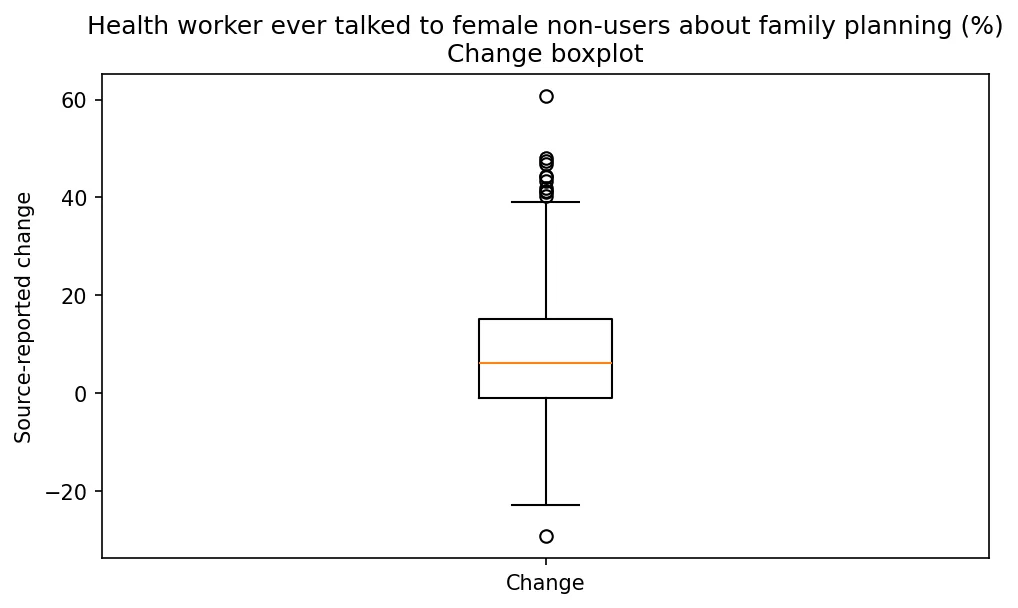 Health worker ever talked to female non-users about family planning (%)
Change boxplot
Source-reported change
60
40
20
0
−20
Change